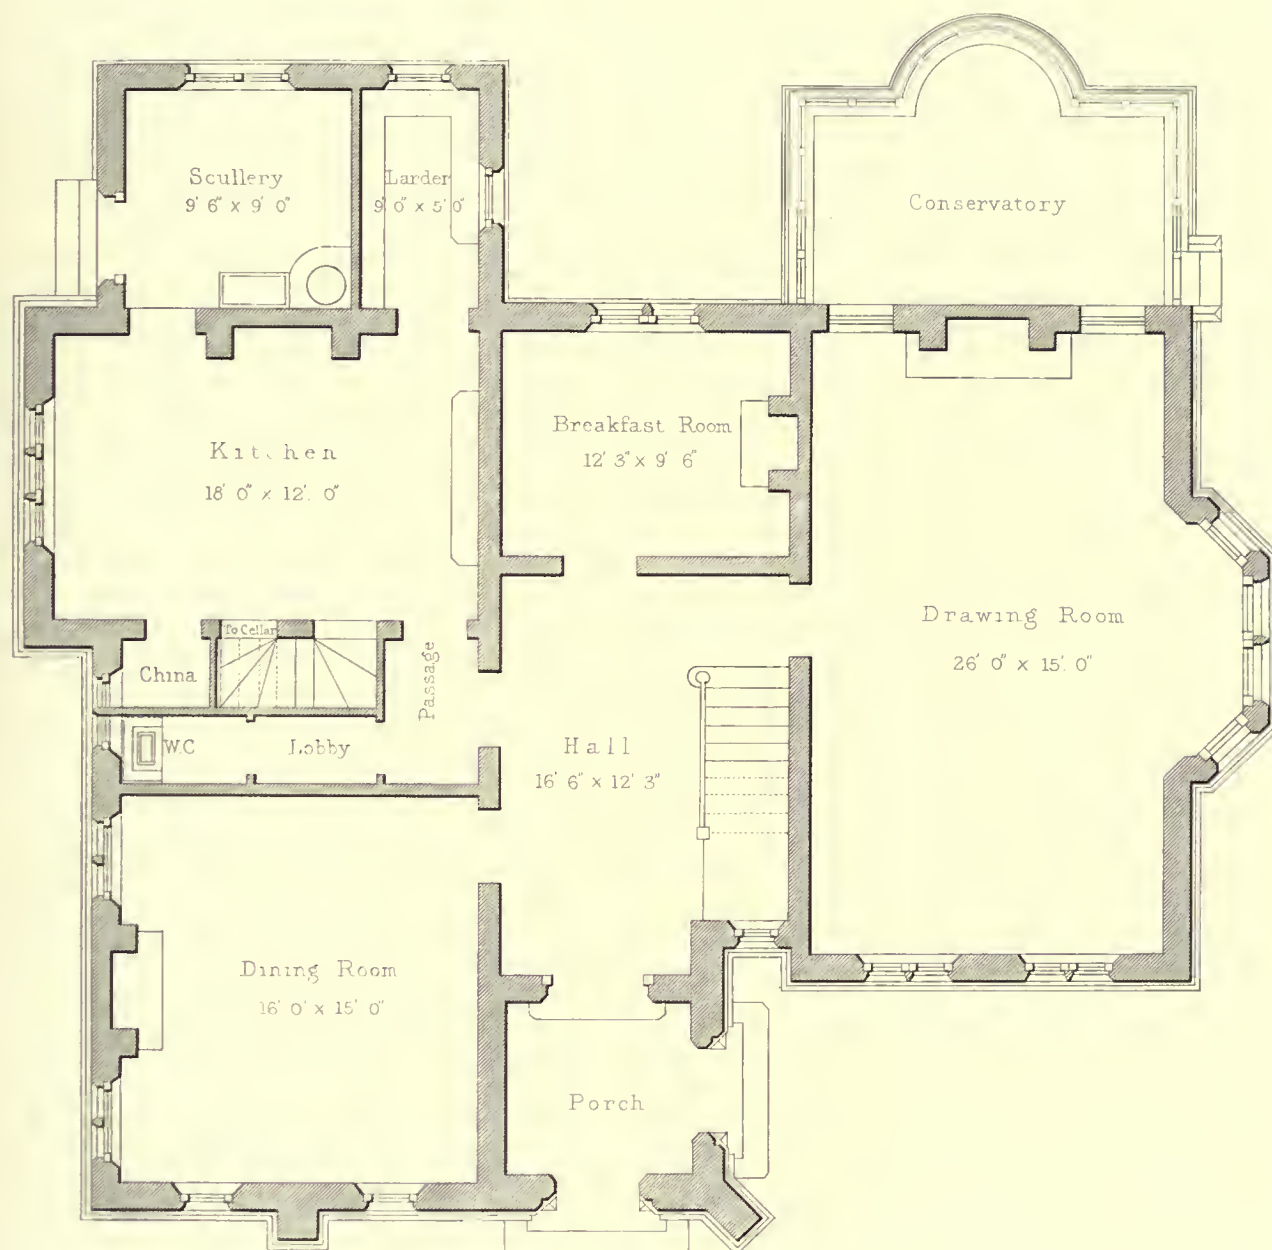 Scullery
9' 6" x 9' 0"
Larder
9' 0" x 5' 0"
Conservatory
Kitchen
18' 0" x 12'. 0"
Breakfast Room
12' 3" x 9' 6"
Drawing Room
26' 0" x 15'. 0"
To Cellar
China
Passage
W.C
Lobby
Hall
16' 6" x 12' 3"
Dining Room
16' 0" x 15' 0"
Porch